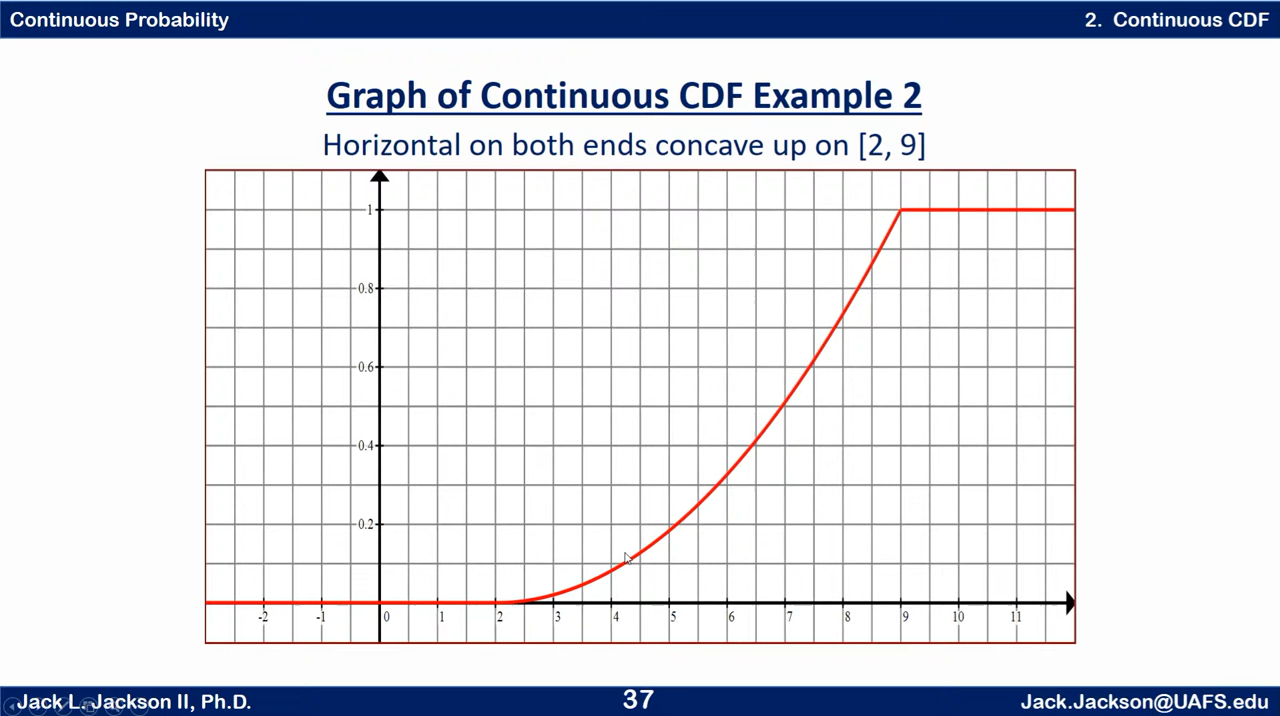 Continuous Probability
2. Continuous CDF
Graph of Continuous CDF Example 2
Horizontal on both ends concave up on [2, 9]
1
0.8
0.6
0.4
0.2
-2 -1 0 1 2 3 4 5 6 7 8 9 10 11
Jack L. Jackson II, Ph.D.
37
Jack.Jackson@UAFS.edu